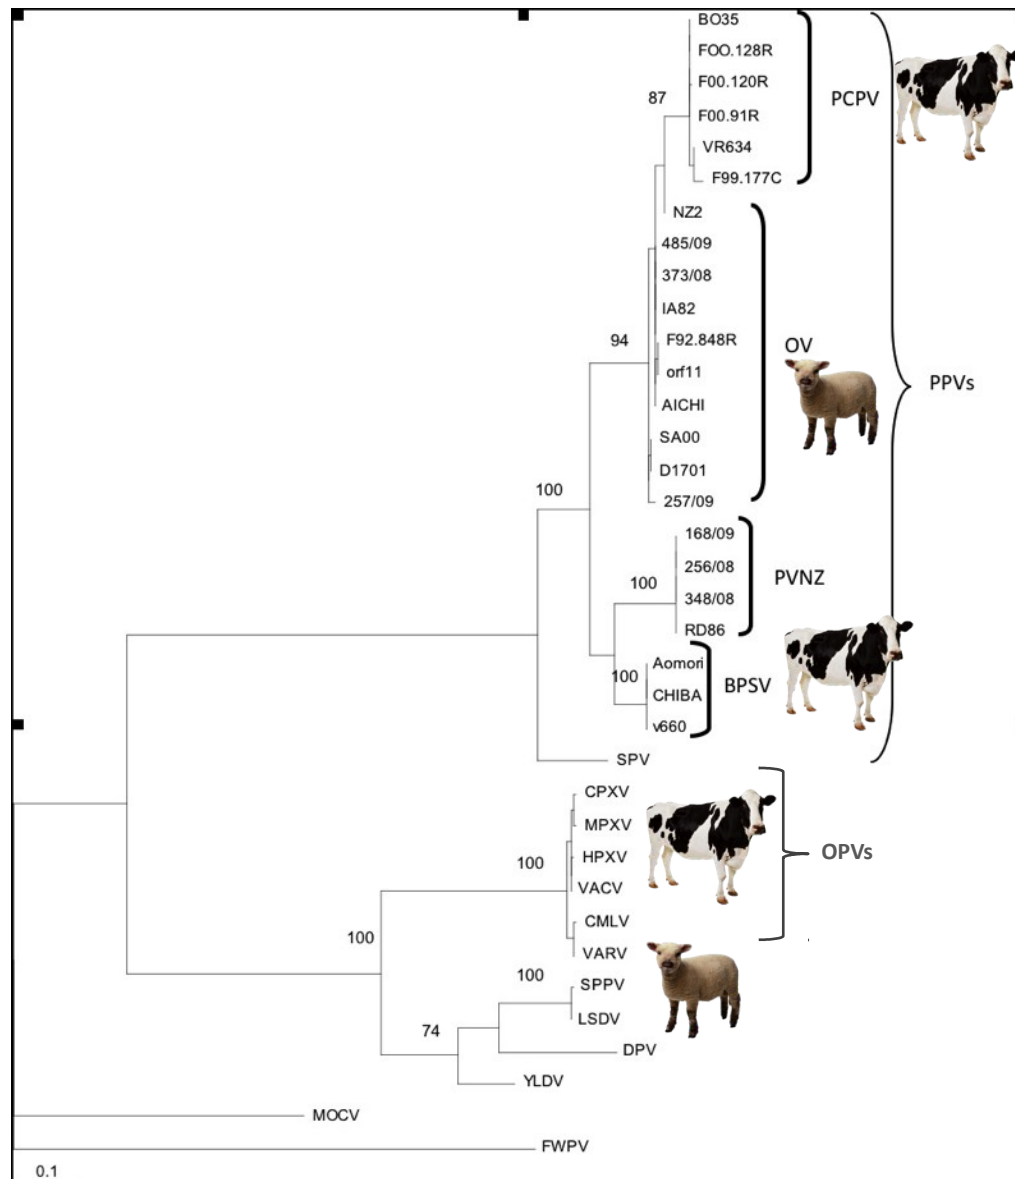 BO35
FOO.128R
F00.120R
87
PCPV
F00.91R
VR634
F99.177C
NZ2
485/09
373/08
IA82
94
F92.848R
OV
orf11
PPVs
AICHI
SA00
D1701
100
257/09
168/09
256/08
100
PVNZ
348/08
RD86
Aomori
100
CHIBA
BPSV
v660
SPV
CPXV
MPXV
100
HPXV
OPVs
VACV
CMLV
100
VARV
100
SPPV
LSDV
74
DPV
YLDV
MOCV
FWPV
0.1